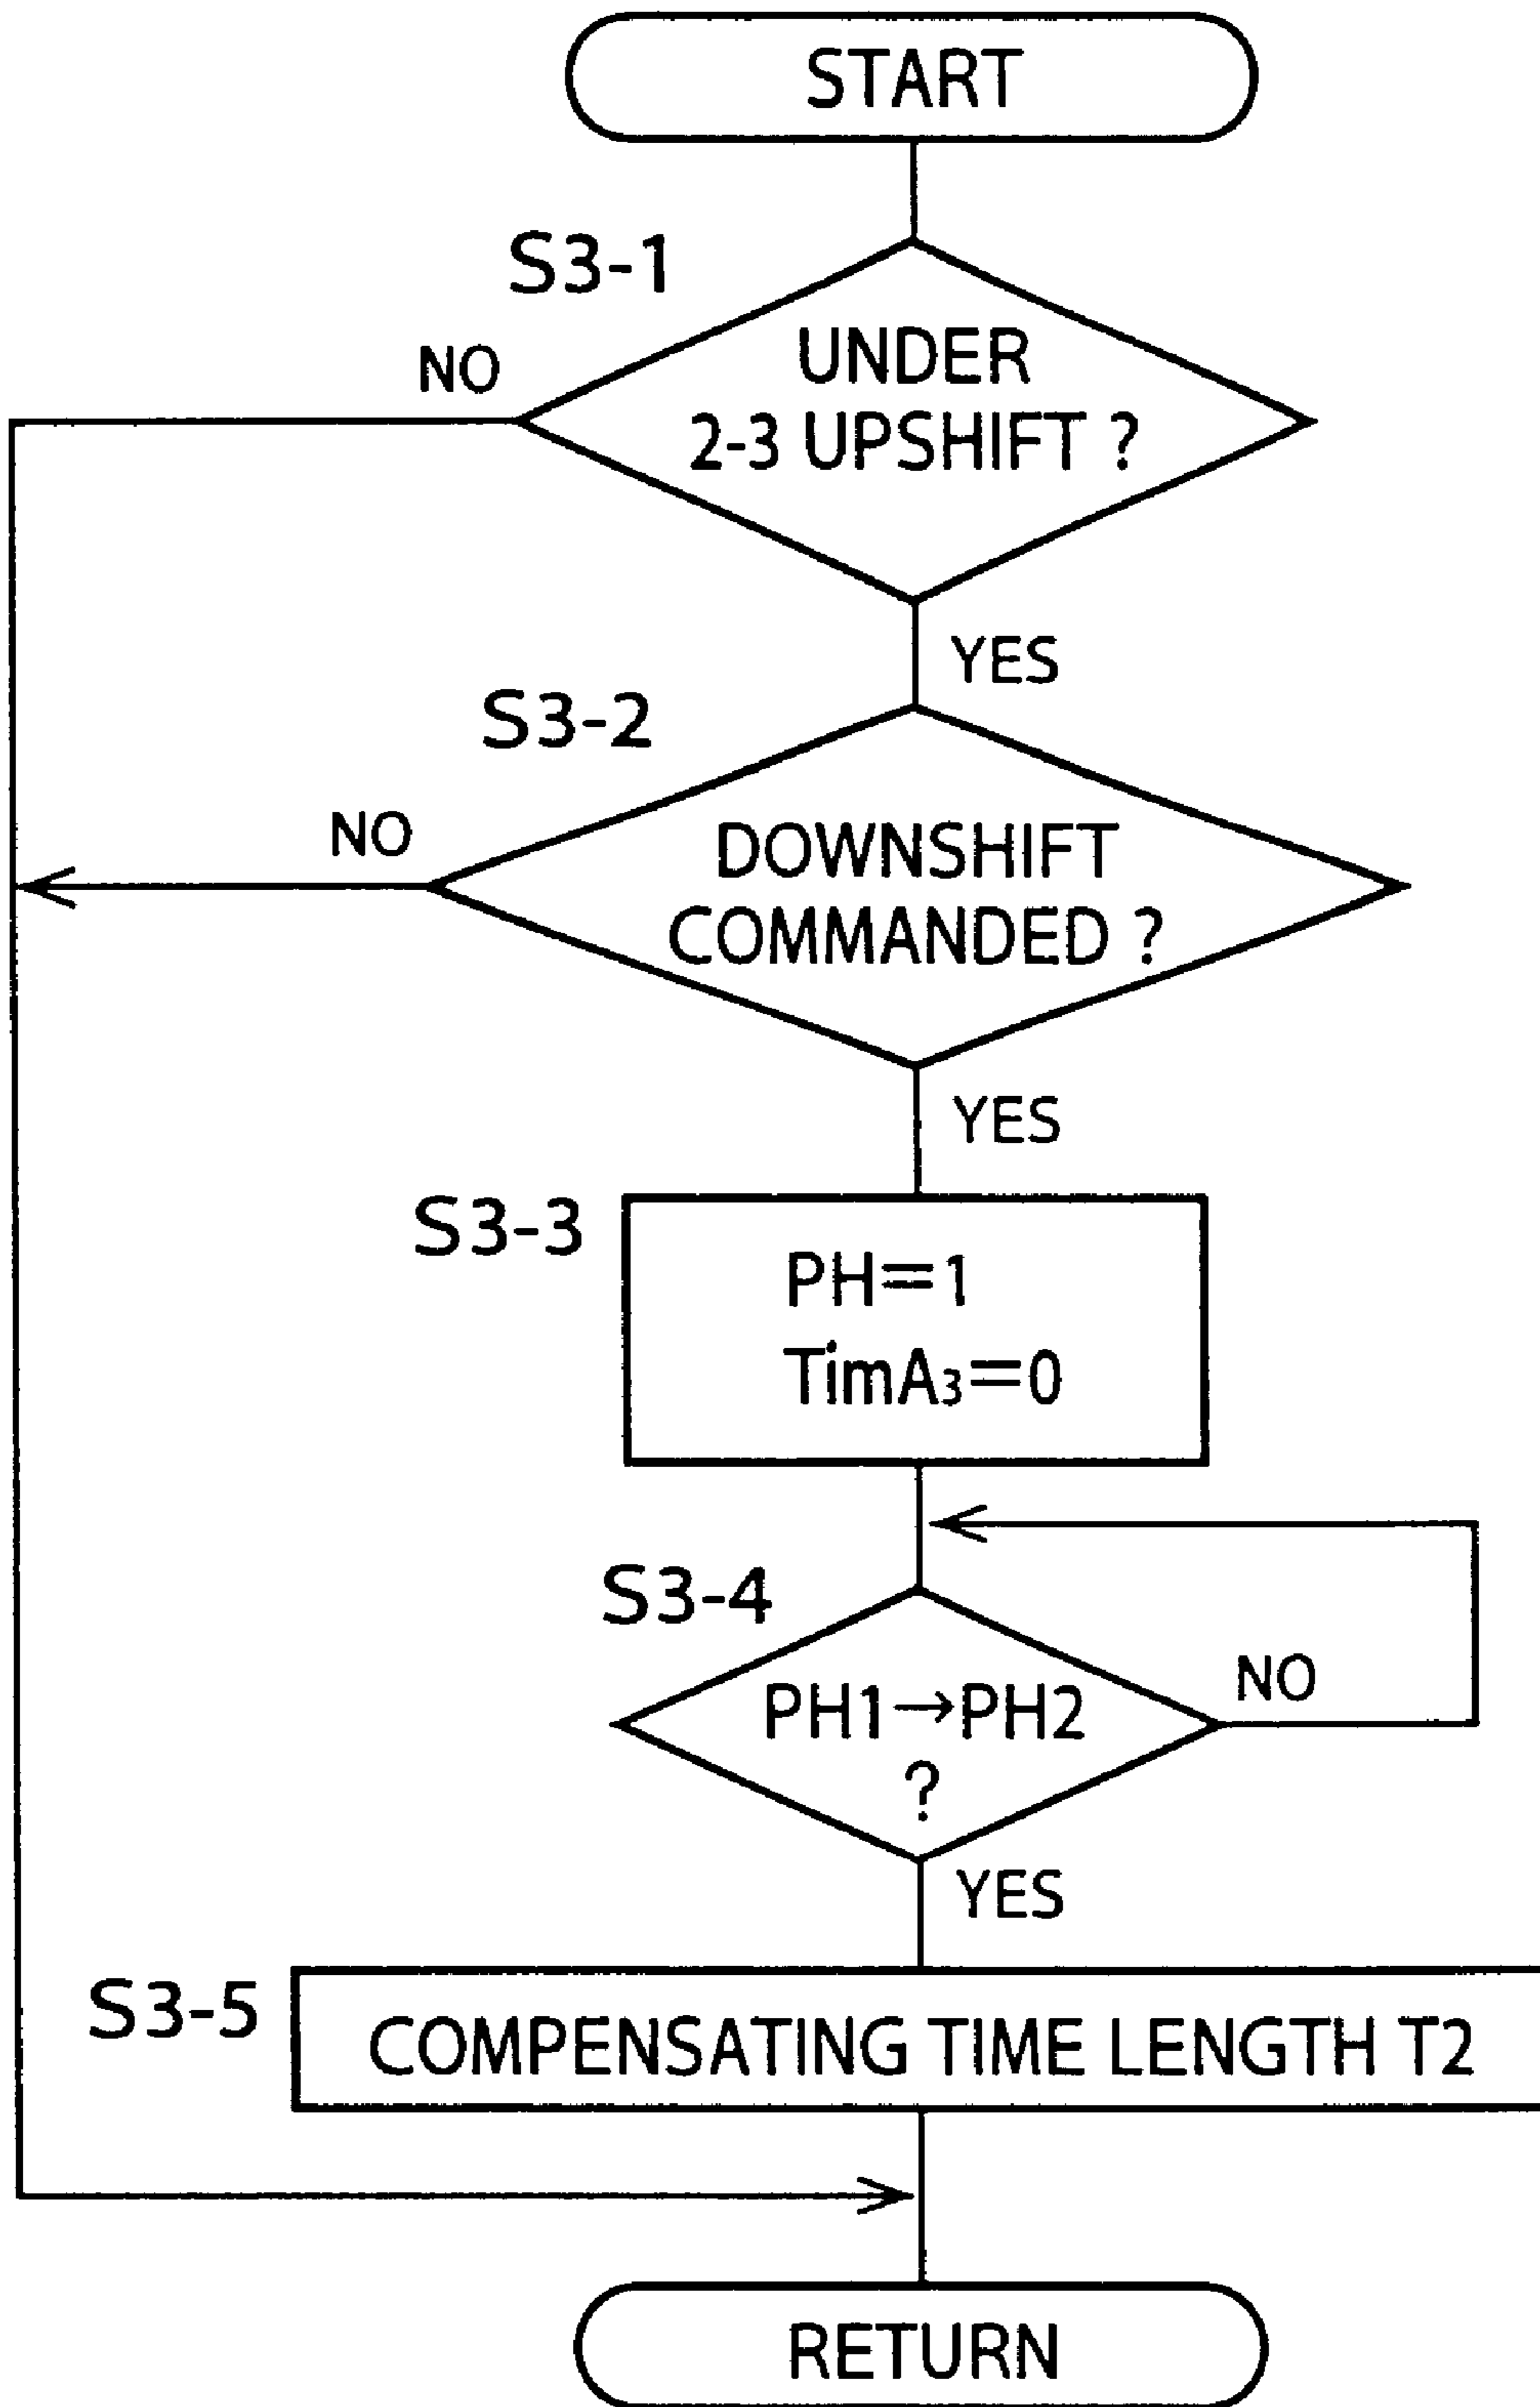 START
S3-1
NO
UNDER
2-3 UPSHIFT ?
YES
S3-2
NO
DOWNSHIFT
COMMANDED ?
YES
S3-3
PH=1
TimA₃=0
S3-4
PH1→PH2
?
NO
YES
S3-5
COMPENSATING TIME LENGTH T2
RETURN